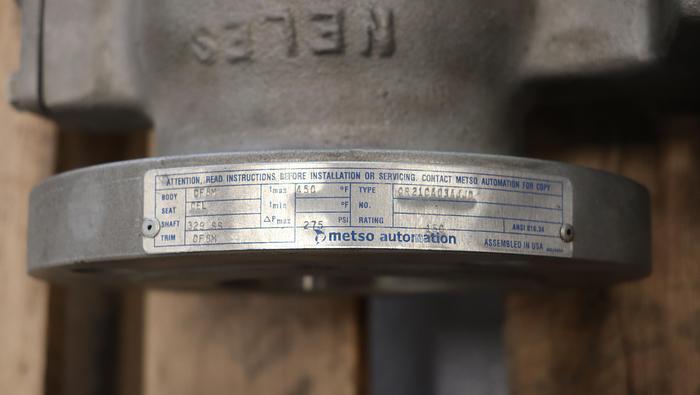 NELES
ATTENTION, READ INSTRUCTIONS BEFORE INSTALLATION OR SERVICING. CONTACT METSO AUTOMATION FOR COPY
BODY CF8M tmax 450 °F TYPE
SEAT tmin °F NO.
SHAFT 329 SS ΔPmax 275 PSI RATING 150 ANSI B16.34
TRIM CF8M metso automation ASSEMBLED IN USA